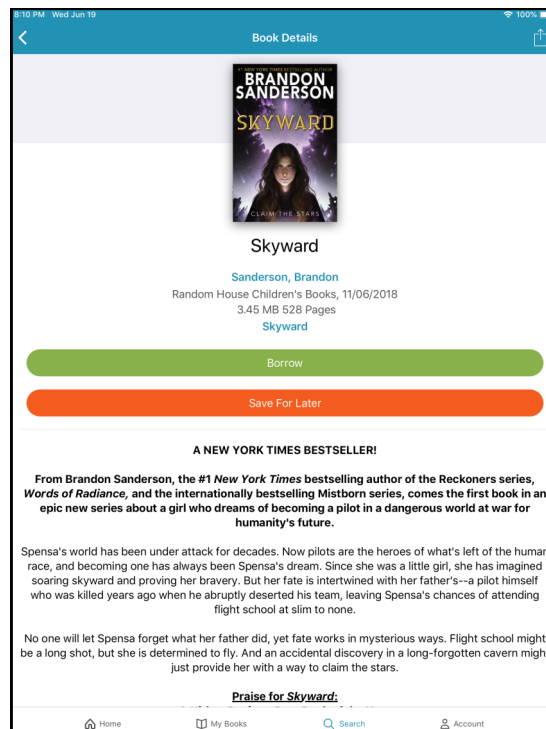 8:10 PM Wed Jun 19
100%
Book Details
#1 NEW YORK TIMES BESTSELLING AUTHOR
BRANDON
SANDERSON
SKYWARD
CLAIM THE STARS
Skyward
Sanderson, Brandon
Random House Children's Books, 11/06/2018
3.45 MB 528 Pages
Skyward
Borrow
Save For Later
A NEW YORK TIMES BESTSELLER!
From Brandon Sanderson, the #1 New York Times bestselling author of the Reckoners series,
Words of Radiance, and the internationally bestselling Mistborn series, comes the first book in an
epic new series about a girl who dreams of becoming a pilot in a dangerous world at war for
humanity's future.
Spensa's world has been under attack for decades. Now pilots are the heroes of what's left of the human
race, and becoming one has always been Spensa's dream. Since she was a little girl, she has imagined
soaring skyward and proving her bravery. But her fate is intertwined with her father's--a pilot himself
who was killed years ago when he abruptly deserted his team, leaving Spensa's chances of attending
flight school at slim to none.
No one will let Spensa forget what her father did, yet fate works in mysterious ways. Flight school might
be a long shot, but she is determined to fly. And an accidental discovery in a long-forgotten cavern migh
just provide her with a way to claim the stars.
Praise for Skyward:
Home
My Books
Search
Account